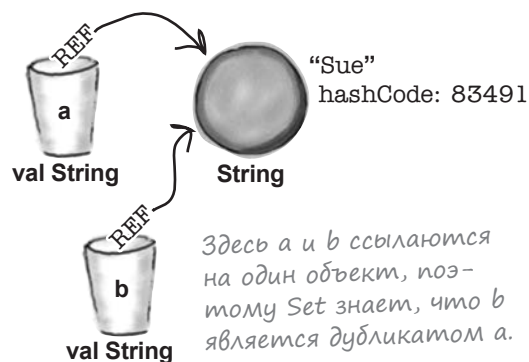 REF
a
val String
"Sue"
hashCode: 83491
String
REF
b
val String
Здесь a и b ссылаются
на один объект, поэ-
тому Set знает, что b
является дубликатом a.